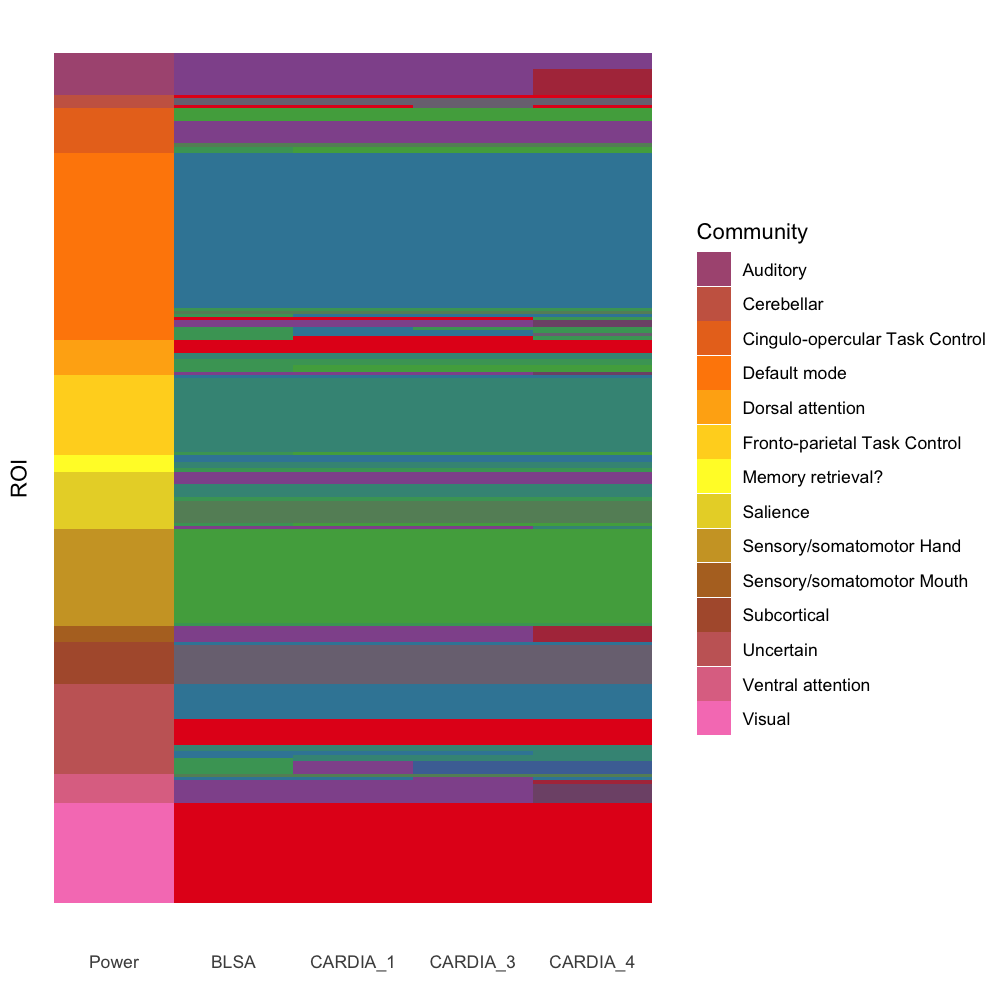 Community
Auditory
Cerebellar
Cingulo-opercular Task Control
Default mode
Dorsal attention
Fronto-parietal Task Control
Memory retrieval?
Salience
Sensory/somatomotor Hand
Sensory/somatomotor Mouth
Subcortical
Uncertain
Ventral attention
Visual
ROI
Power BLSA CARDIA_1 CARDIA_3 CARDIA_4